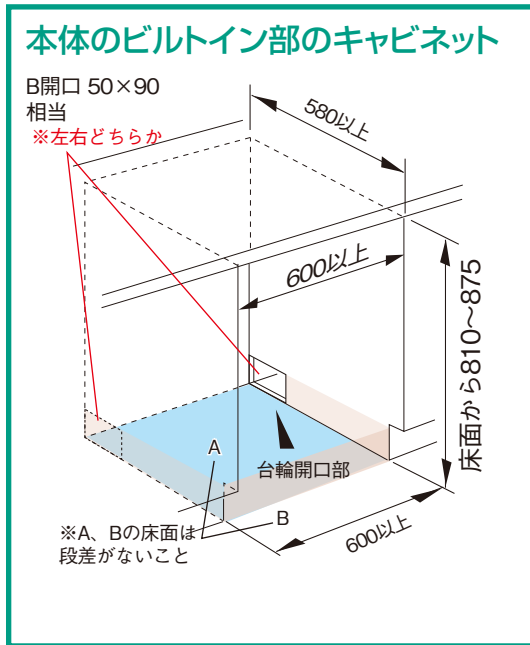 本体のビルトイン部のキャビネット
B開口 50×90
相当
※左右どちらか
580以上
600以上
床面から810〜875
A
台輪開口部
B
※A、Bの床面は
段差がないこと
600以上